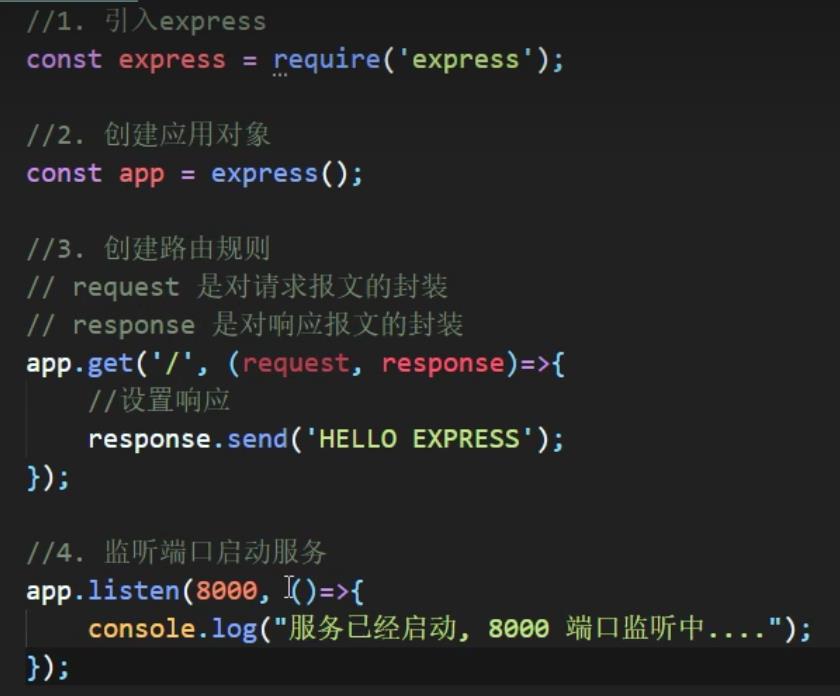 //1. 引入express
const express = require('express');
//2. 创建应用对象
const app = express();
//3. 创建路由规则
// request 是对请求报文的封装
// response 是对响应报文的封装
app.get('/', (request, response)=>{
    //设置响应
    response.send('HELLO EXPRESS');
});
//4. 监听端口启动服务
app.listen(8000, ()=>{
    console.log("服务已经启动, 8000 端口监听中....");
});